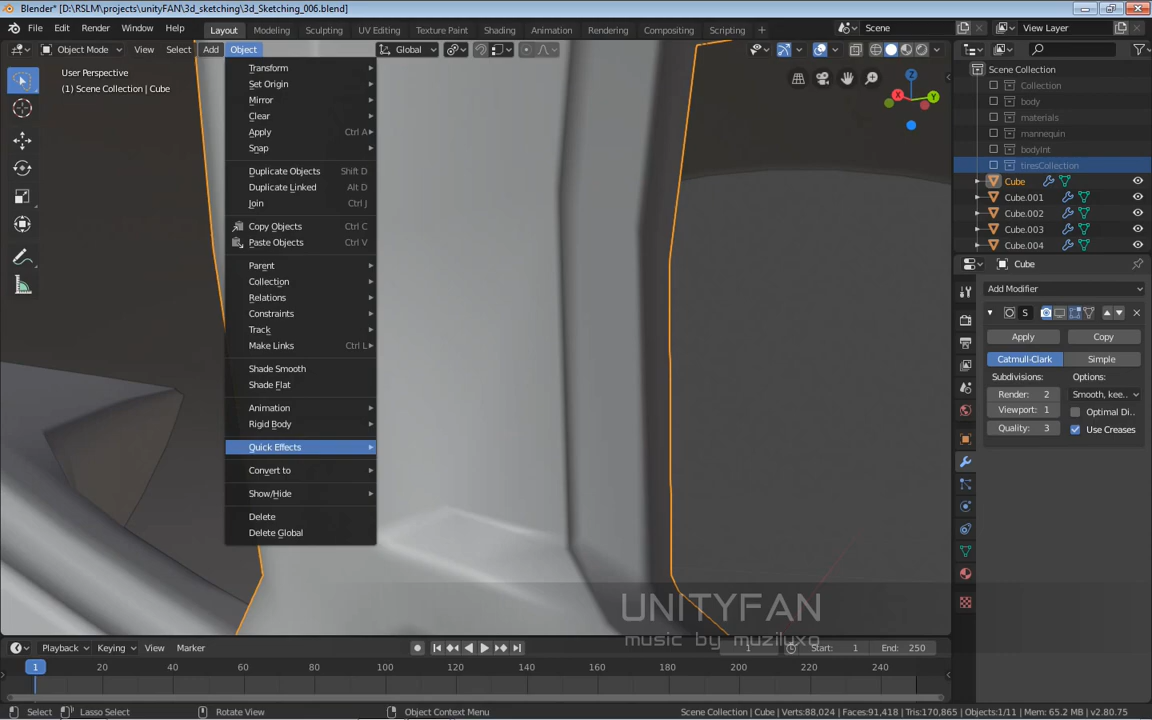 Blender* [D:\RSLM\projects\unityFAN\3d_sketching\3d_Sketching_006.blend]
File Edit Render Window Help Layout Modeling Sculpting UV Editing Texture Paint Shading Animation Rendering Compositing Scripting + Scene View Layer
Object Mode View Select Add Object Global
User Perspective
(1) Scene Collection | Cube
Transform
Set Origin
Mirror
Clear
Apply Ctrl A
Snap
Duplicate Objects Shift D
Duplicate Linked Alt D
Join Ctrl J
Copy Objects Ctrl C
Paste Objects Ctrl V
Parent
Collection
Relations
Constraints
Track
Make Links Ctrl L
Shade Smooth
Shade Flat
Animation
Rigid Body
Quick Effects
Convert to
Show/Hide
Delete
Delete Global
Z
X
Y
Scene Collection
Collection
body
materials
mannequin
bodyInt
tiresCollection
Cube
Cube.001
Cube.002
Cube.003
Cube.004
Cube
Add Modifier
S
Apply Copy
Catmull-Clark Simple
Subdivisions: Options:
Render: 2 Smooth, kee..
Viewport: 1 Optimal Di..
Quality: 3 Use Creases
UNITYFAN
music by muziluxo
Playback Keying View Marker 1 Start: 1 End: 250
1 20 40 60 80 100 120 140 160 180 200 220 240
Select Lasso Select Rotate View Object Context Menu Scene Collection | Cube | Verts:88,024 | Faces:91,418 | Tris:170,865 | Objects:1/11 | Mem: 65.2 MB | v2.80.75